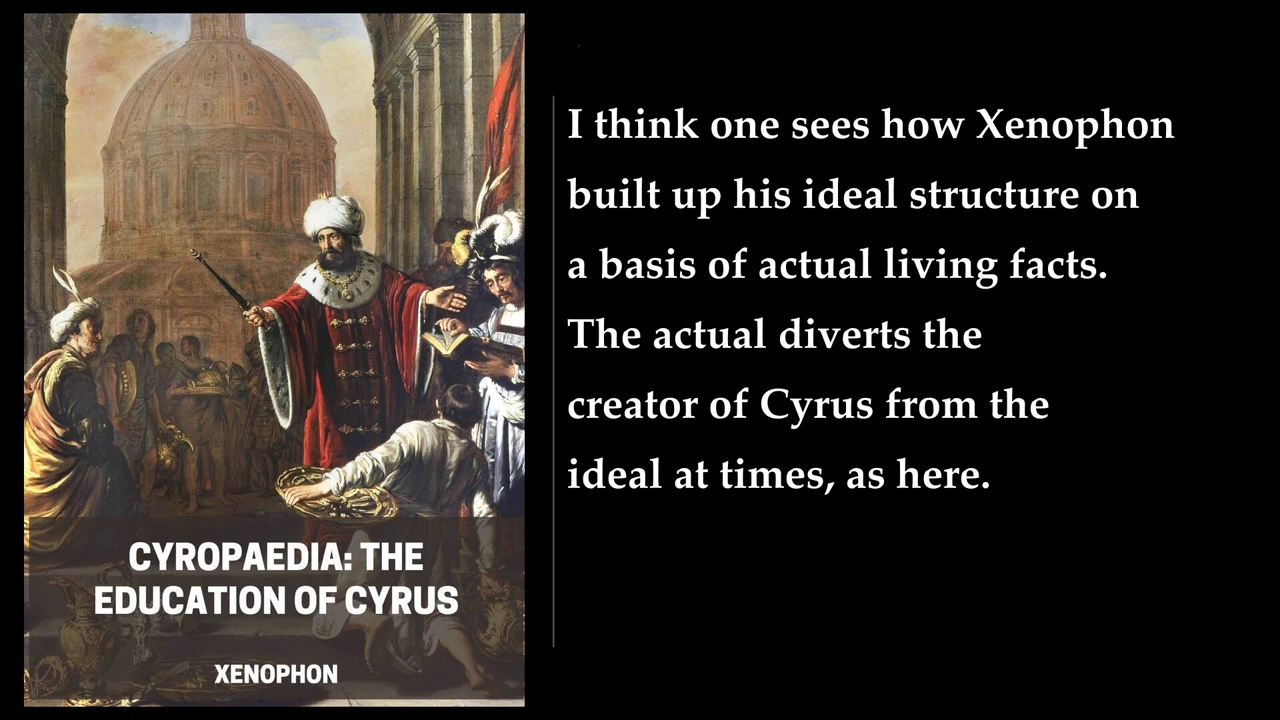 CYROPAEDIA: THE
EDUCATION OF CYRUS
XENOPHON
I think one sees how Xenophon
built up his ideal structure on
a basis of actual living facts.
The actual diverts the
creator of Cyrus from the
ideal at times, as here.